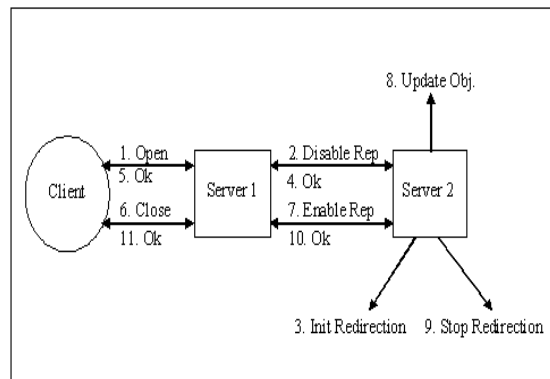 8. Update Obj.
1. Open
2. Disable Rep
5. Ok
4. Ok
Client
Server 1
Server 2
6. Close
7. Enable Rep
11. Ok
10. Ok
3. Init Redirection
9. Stop Redirection